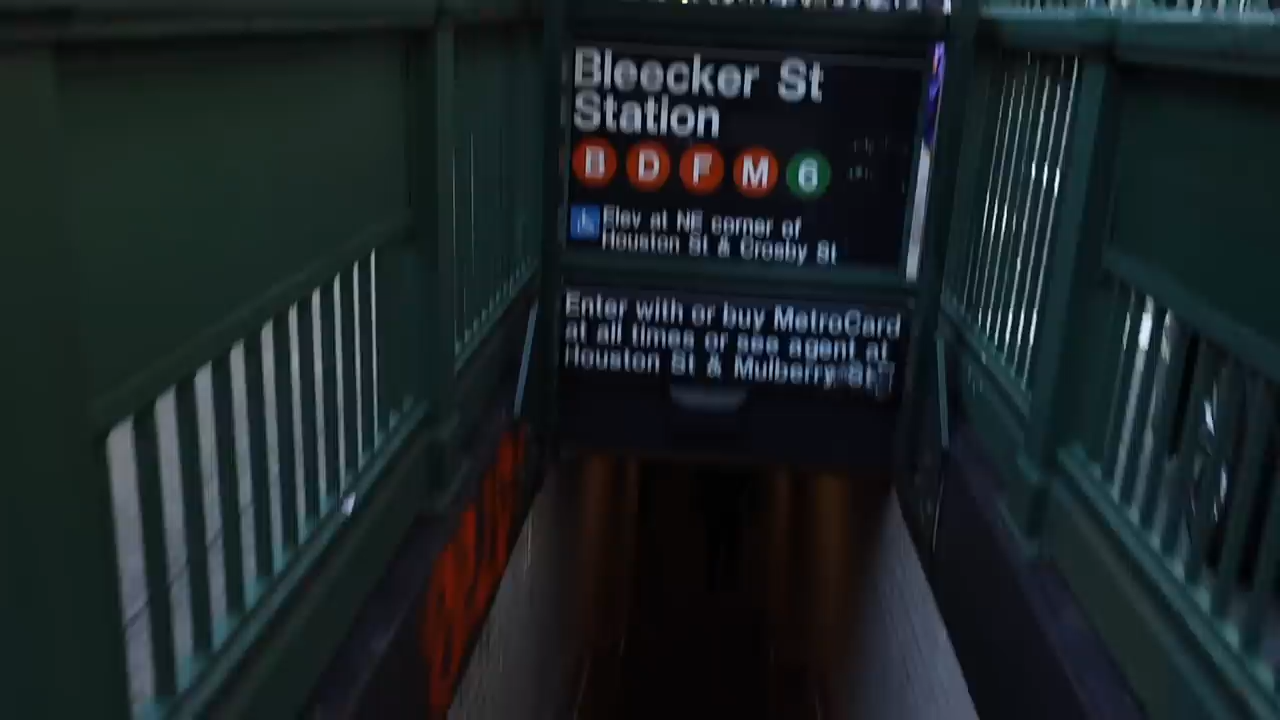 Bleecker St
Station
B D F M 6
Elev at NE corner of
Houston St & Crosby St
Enter with or buy MetroCard
at all times or see agent at
Houston St & Mulberry St